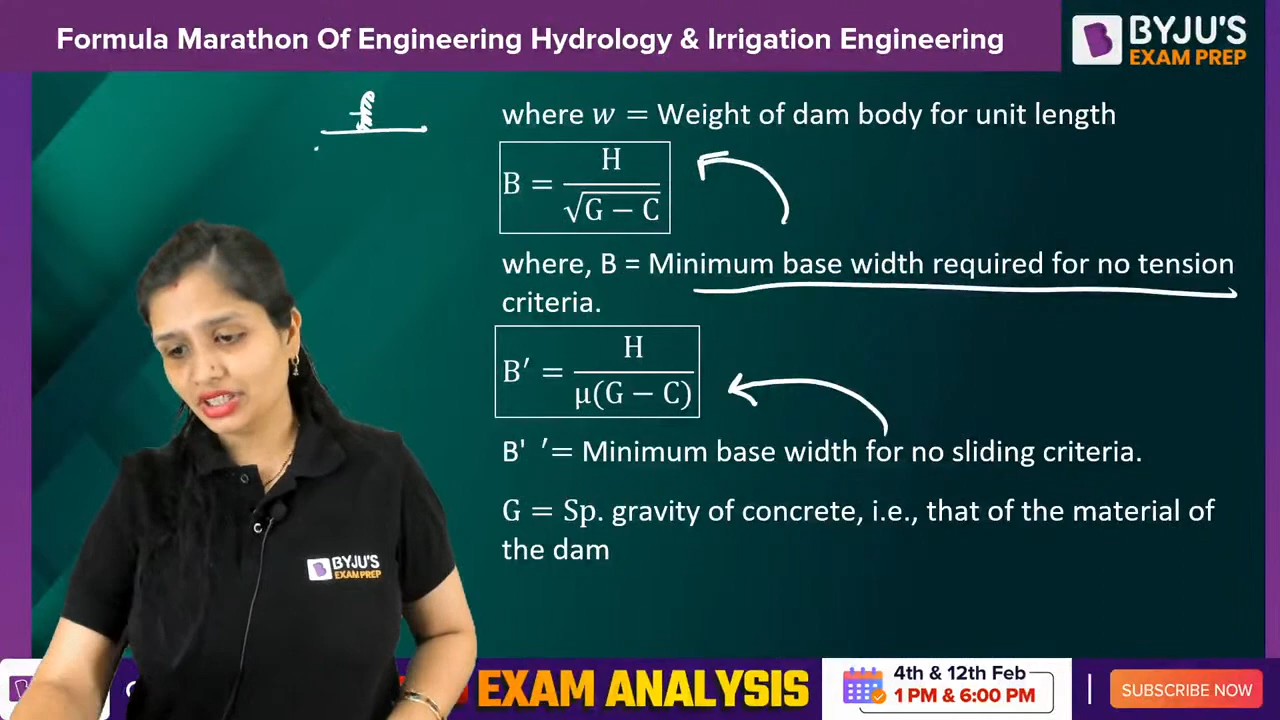 Formula Marathon Of Engineering Hydrology & Irrigation Engineering
BYJU'S
EXAM PREP
where w = Weight of dam body for unit length
B = H / √(G − C)
where, B = Minimum base width required for no tension
criteria.
B′ = H / μ(G − C)
B' ′= Minimum base width for no sliding criteria.
G = Sp. gravity of concrete, i.e., that of the material of
the dam
BYJU'S
EXAM PREP
EXAM ANALYSIS
4th & 12th Feb
1 PM & 6:00 PM
SUBSCRIBE NOW